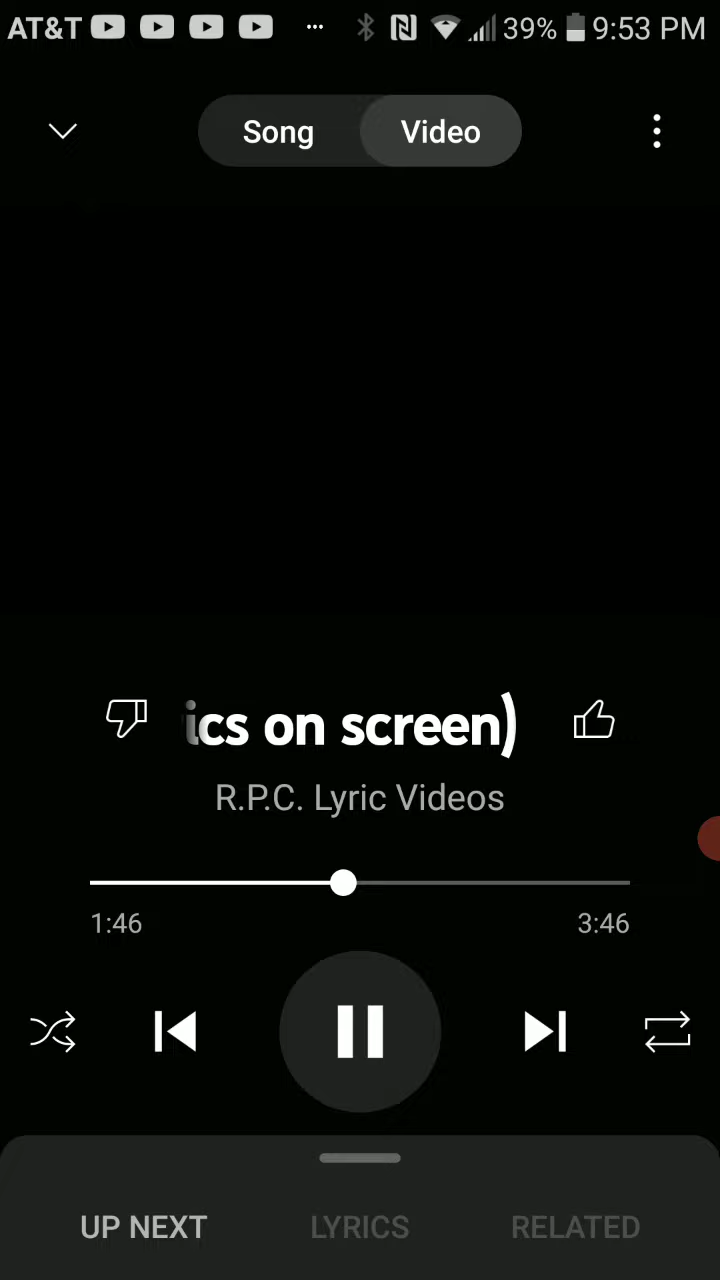 AT&T ... 39% 9:53 PM
Song Video
ics on screen)
R.P.C. Lyric Videos
1:46 3:46
UP NEXT LYRICS RELATED